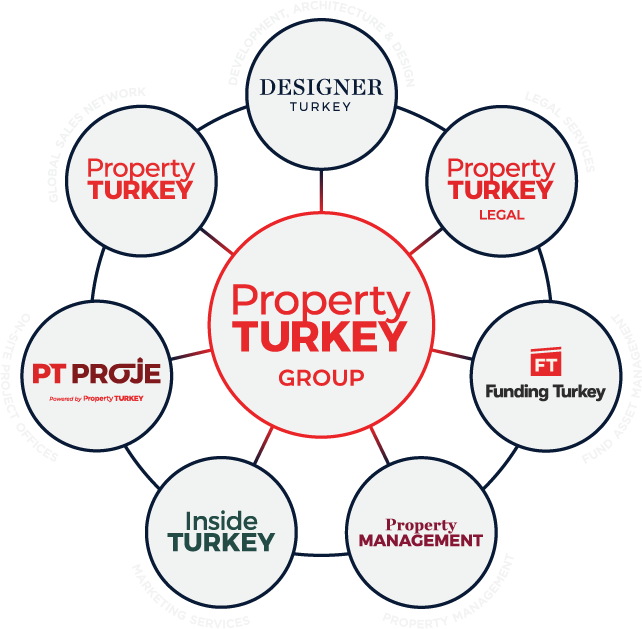 DEVELOPMENT, ARCHITECTURE & DESIGN
DESIGNER
TURKEY
GLOBAL SALES NETWORK
Property
TURKEY
LEGAL SERVICES
Property
TURKEY
LEGAL
Property
TURKEY
GROUP
ON-SITE PROJECT OFFICES
PT PROJE
Powered by Property TURKEY
FUND ASSET MANAGEMENT
FT
Funding Turkey
Inside
TURKEY
MARKETING SERVICES
Property
MANAGEMENT
PROPERTY MANAGEMENT